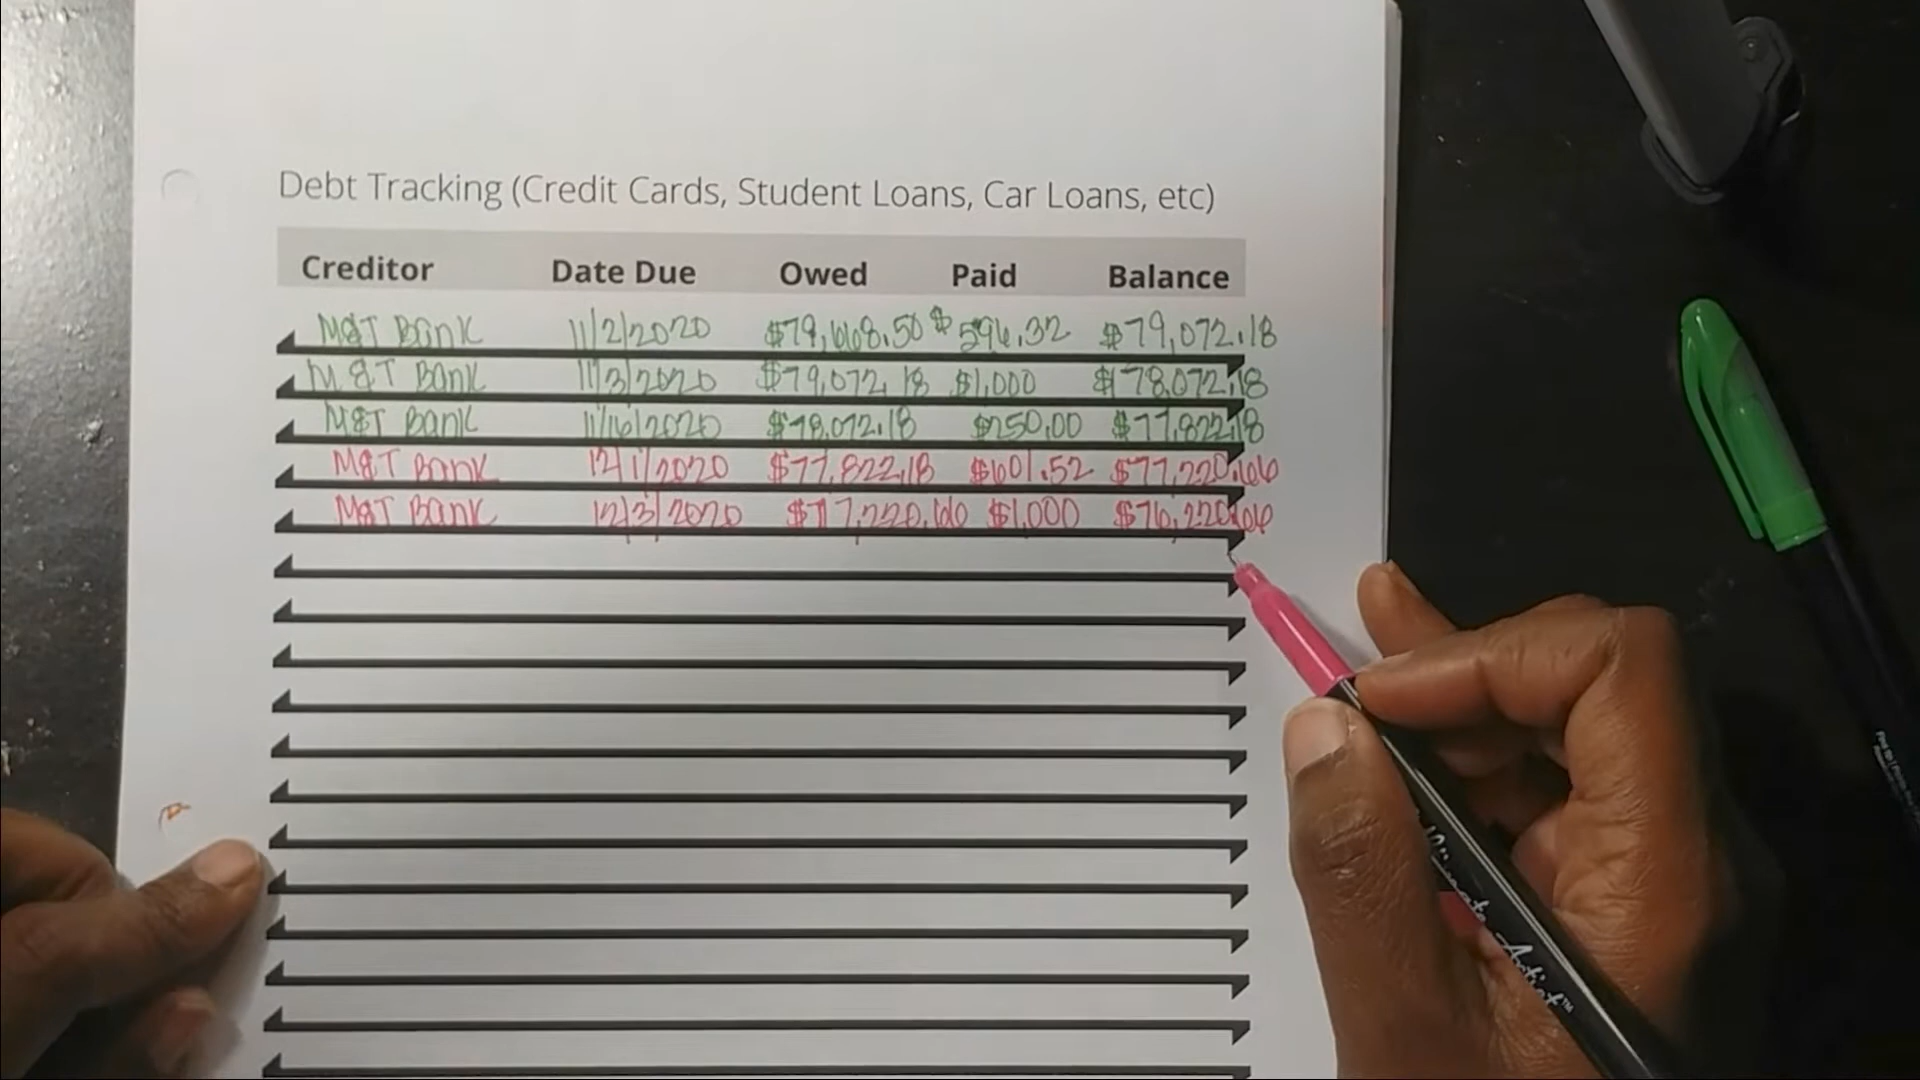 Debt Tracking (Credit Cards, Student Loans, Car Loans, etc)
Creditor Date Due Owed Paid Balance
M&T Bank 11/2/2020 $79,668.50 $596.32 $79,072.18
M&T Bank 11/3/2020 $79,072.18 $1,000 $78,072.18
M&T Bank 11/16/2020 $78,072.18 $250.00 $77,822.18
M&T Bank 12/1/2020 $77,822.18 $601.52 $77,220.66
M&T Bank 12/3/2020 $77,220.66 $1,000 $76,220.66
Artist™